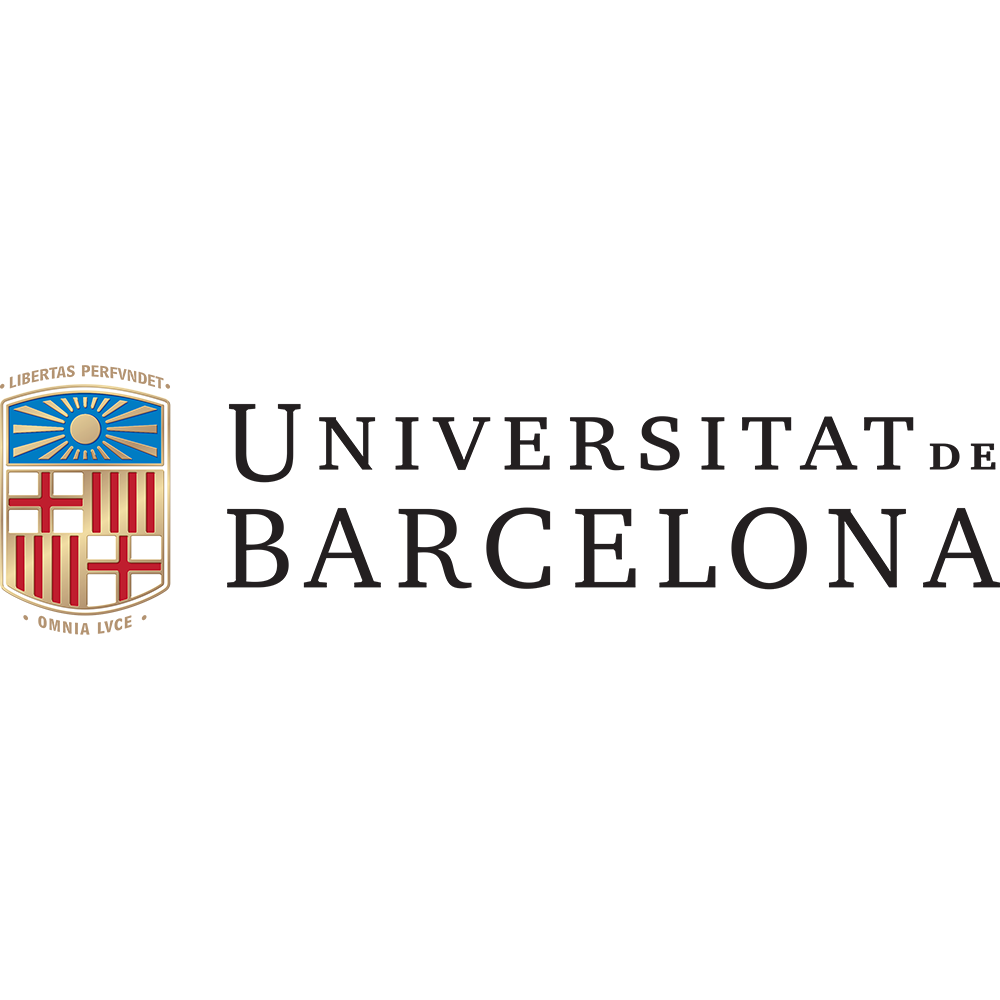 · LIBERTAS PERFVNDET ·
UNIVERSITAT DE
BARCELONA
· OMNIA LVCE ·